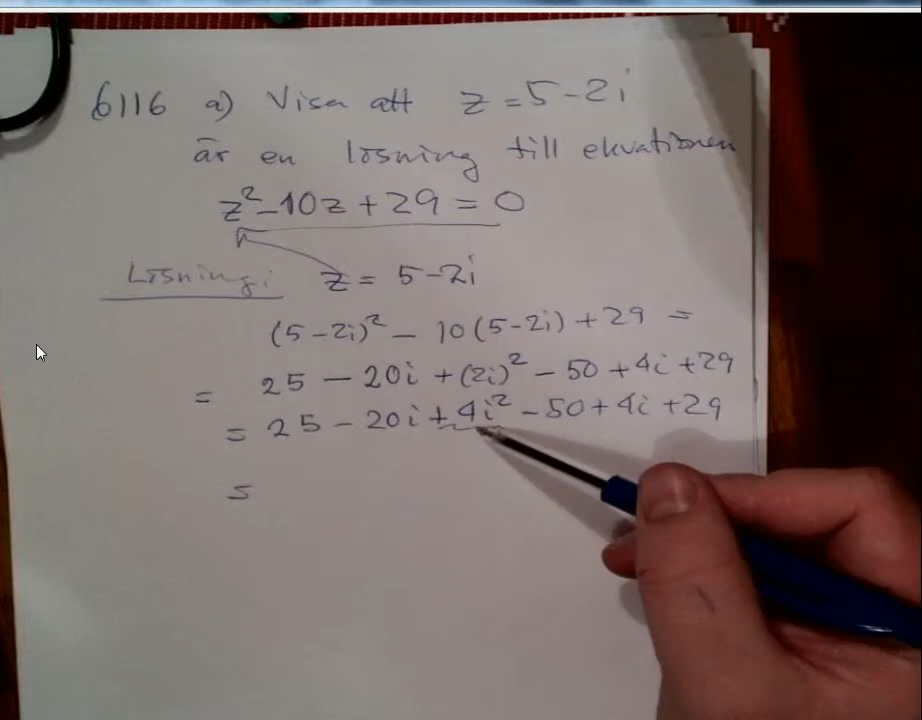 6116 a) Visa att z = 5 - 2i
är en lösning till ekvationen
z² - 10z + 29 = 0
Lösning: z = 5 - 2i
(5 - 2i)² - 10(5 - 2i) + 29 =
= 25 - 20i + (2i)² - 50 + 4i + 29
= 25 - 20i + 4i² - 50 + 4i + 29
=